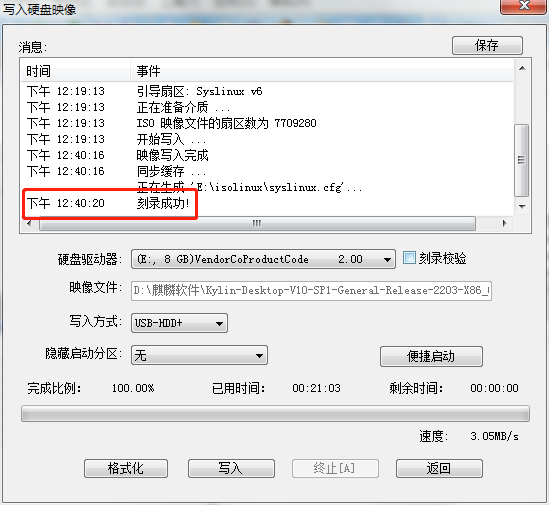 写入硬盘映像
消息:
保存
时间 事件
下午 12:19:13 引导扇区: Syslinux v6
下午 12:19:13 正在准备介质 ...
下午 12:19:13 ISO 映像文件的扇区数为 7709280
下午 12:19:13 开始写入 ...
下午 12:40:16 映像写入完成
下午 12:40:16 同步缓存 ...
正在生成 'E:\isolinux\syslinux.cfg'...
下午 12:40:20 刻录成功!
硬盘驱动器: (E:, 8 GB)VendorCoProductCode 2.00 刻录校验
映像文件: D:\麒麟软件\Kylin-Desktop-V10-SP1-General-Release-2203-X86_
写入方式: USB-HDD+
隐藏启动分区: 无 便捷启动
完成比例: 100.00% 已用时间: 00:21:03 剩余时间: 00:00:00
速度: 3.05MB/s
格式化 写入 终止[A] 返回